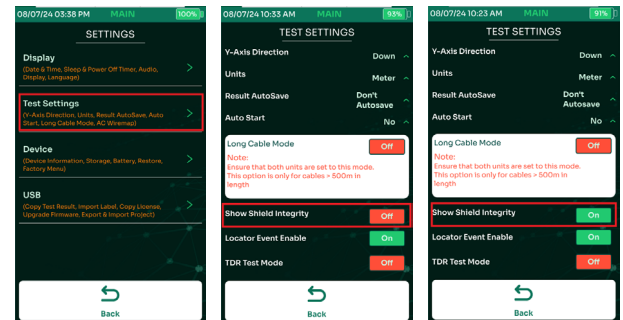 08/07/24 03:38 PM MAIN 100%
SETTINGS
Display
(Date & Time, Sleep & Power Off Timer, Audio,
Display, Language)
Test Settings
(Y-Axis Direction, Units, Result AutoSave, Auto
Start, Long Cable Mode, AC Wiremap)
Device
(Device Information, Storage, Battery, Restore,
Factory Menu)
USB
(Copy Test Result, Import Label, Copy License,
Upgrade Firmware, Export & Import Project)
Back
08/07/24 10:33 AM MAIN 93%
TEST SETTINGS
Y-Axis Direction
Down
Units
Meter
Result AutoSave
Don't
Autosave
Auto Start
No
Long Cable Mode
Off
Note:
Ensure that both units are set to this mode.
This option is only for cables > 500m in
length
Show Shield Integrity
Off
Locator Event Enable
On
TDR Test Mode
Off
Back
08/07/24 10:23 AM MAIN 91%
TEST SETTINGS
Y-Axis Direction
Down
Units
Meter
Result AutoSave
Don't
Autosave
Auto Start
No
Long Cable Mode
Off
Note:
Ensure that both units are set to this mode.
This option is only for cables > 500m in
length
Show Shield Integrity
On
Locator Event Enable
On
TDR Test Mode
Off
Back